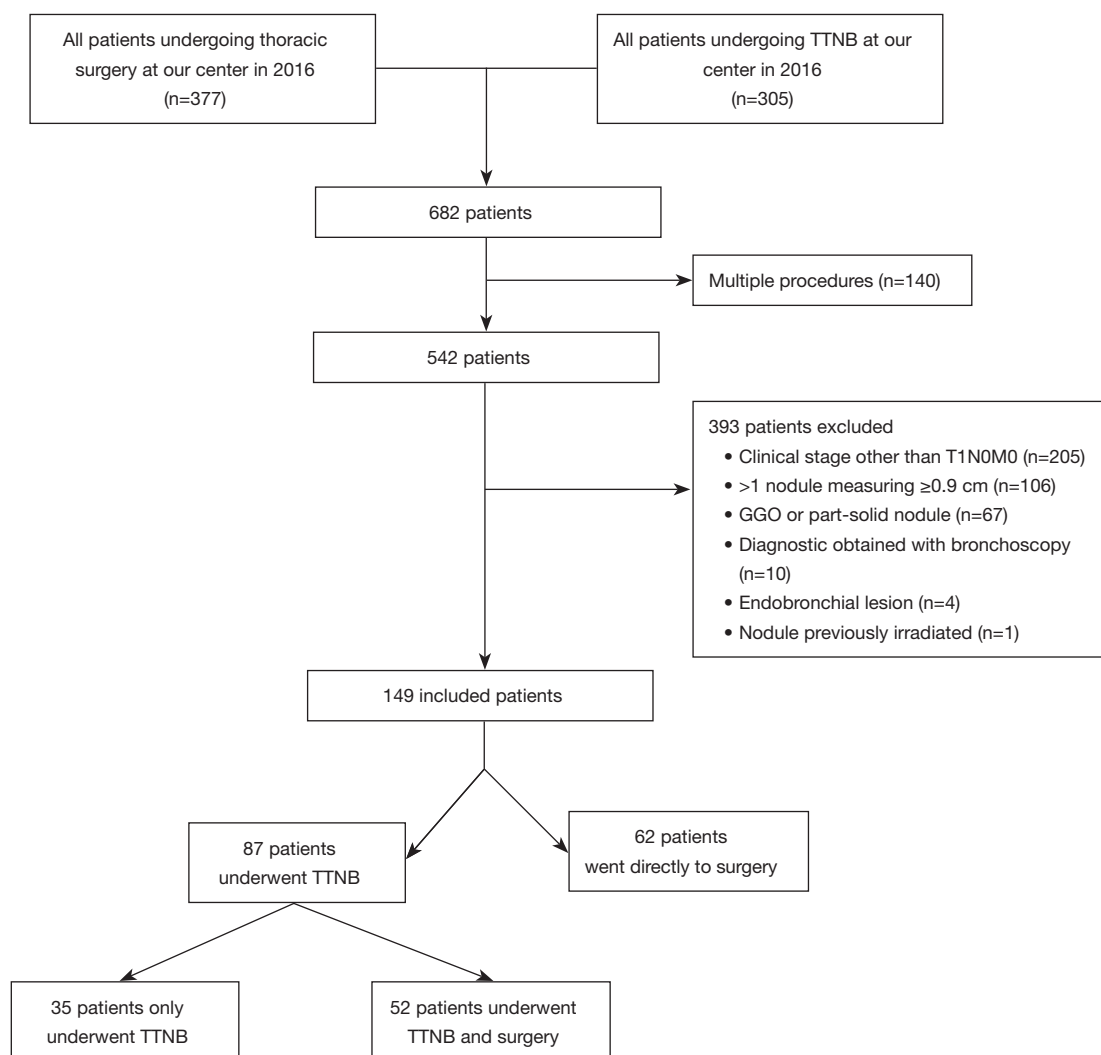 All patients undergoing thoracic
surgery at our center in 2016
(n=377)
All patients undergoing TTNB at our
center in 2016
(n=305)
682 patients
Multiple procedures (n=140)
542 patients
393 patients excluded
• Clinical stage other than T1N0M0 (n=205)
• >1 nodule measuring ≥0.9 cm (n=106)
• GGO or part-solid nodule (n=67)
• Diagnostic obtained with bronchoscopy
(n=10)
• Endobronchial lesion (n=4)
• Nodule previously irradiated (n=1)
149 included patients
87 patients
underwent TTNB
62 patients
went directly to surgery
35 patients only
underwent TTNB
52 patients underwent
TTNB and surgery